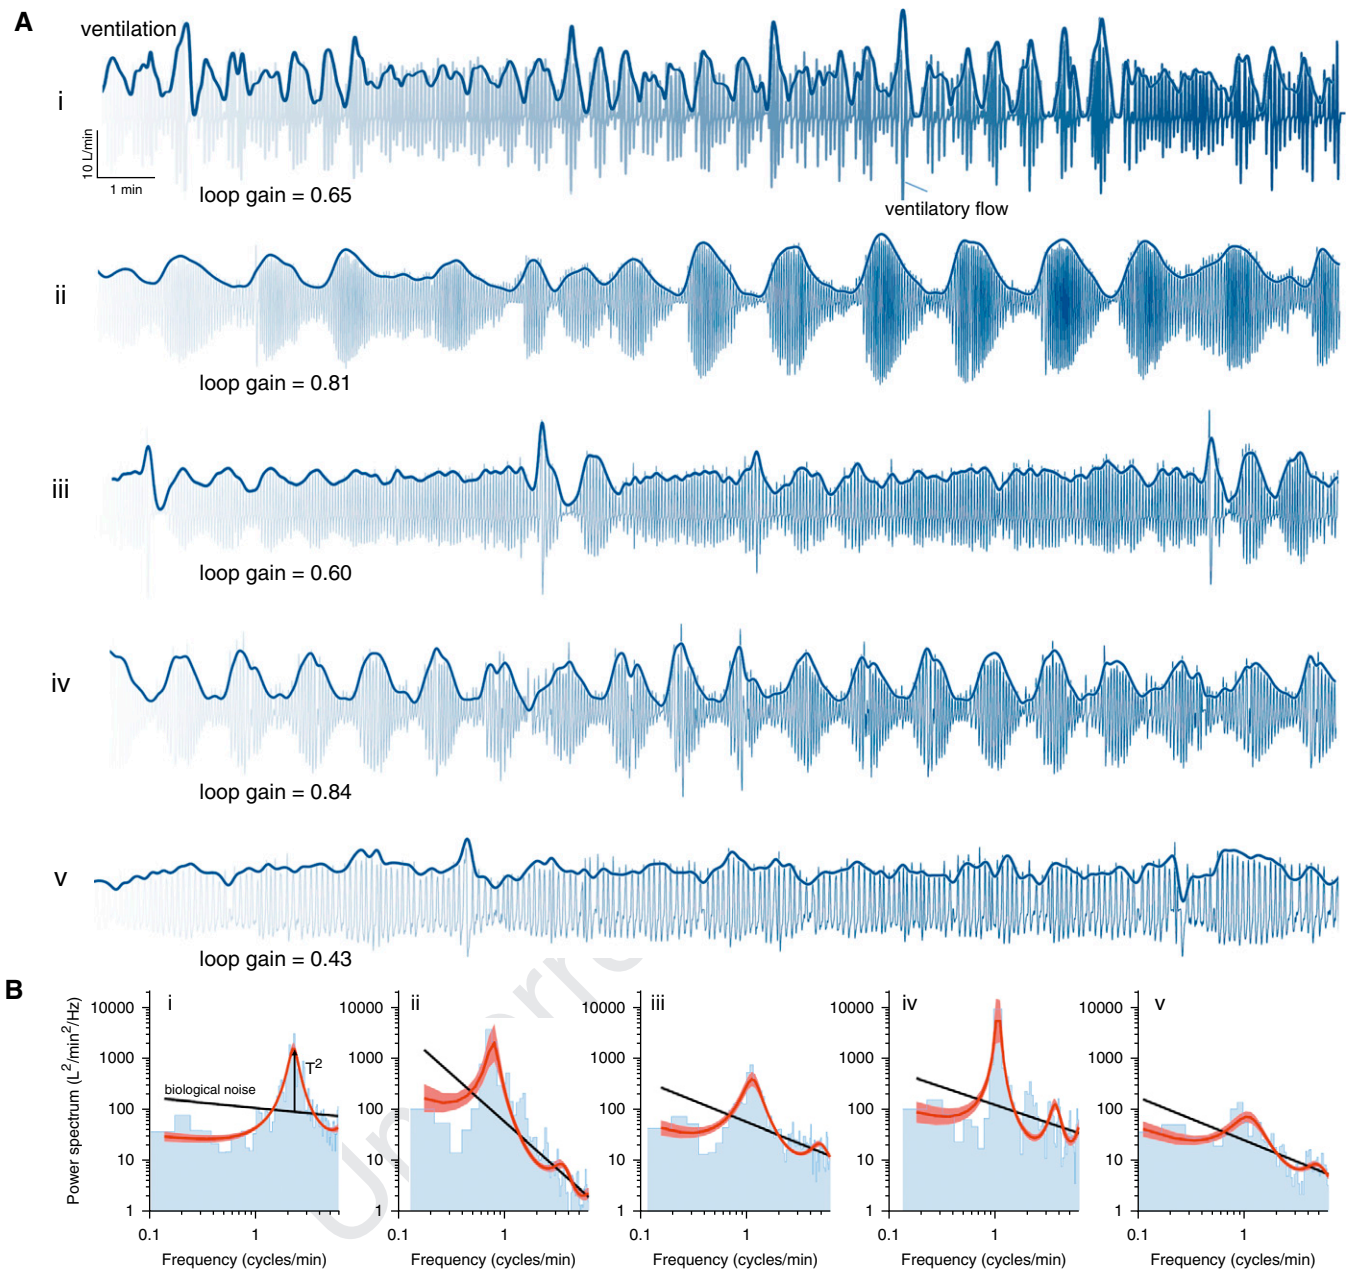 A
ventilation
i
10 L/min
1 min
loop gain = 0.65
ventilatory flow
ii
loop gain = 0.81
iii
loop gain = 0.60
iv
loop gain = 0.84
v
loop gain = 0.43
B
Power spectrum (L²/min²/Hz)
i
10000
1000
100
10
1
biological noise
T²
0.1
1
Frequency (cycles/min)
ii
10000
1000
100
10
1
0.1
1
Frequency (cycles/min)
iii
10000
1000
100
10
1
0.1
1
Frequency (cycles/min)
iv
10000
1000
100
10
1
0.1
1
Frequency (cycles/min)
v
10000
1000
100
10
1
0.1
1
Frequency (cycles/min)